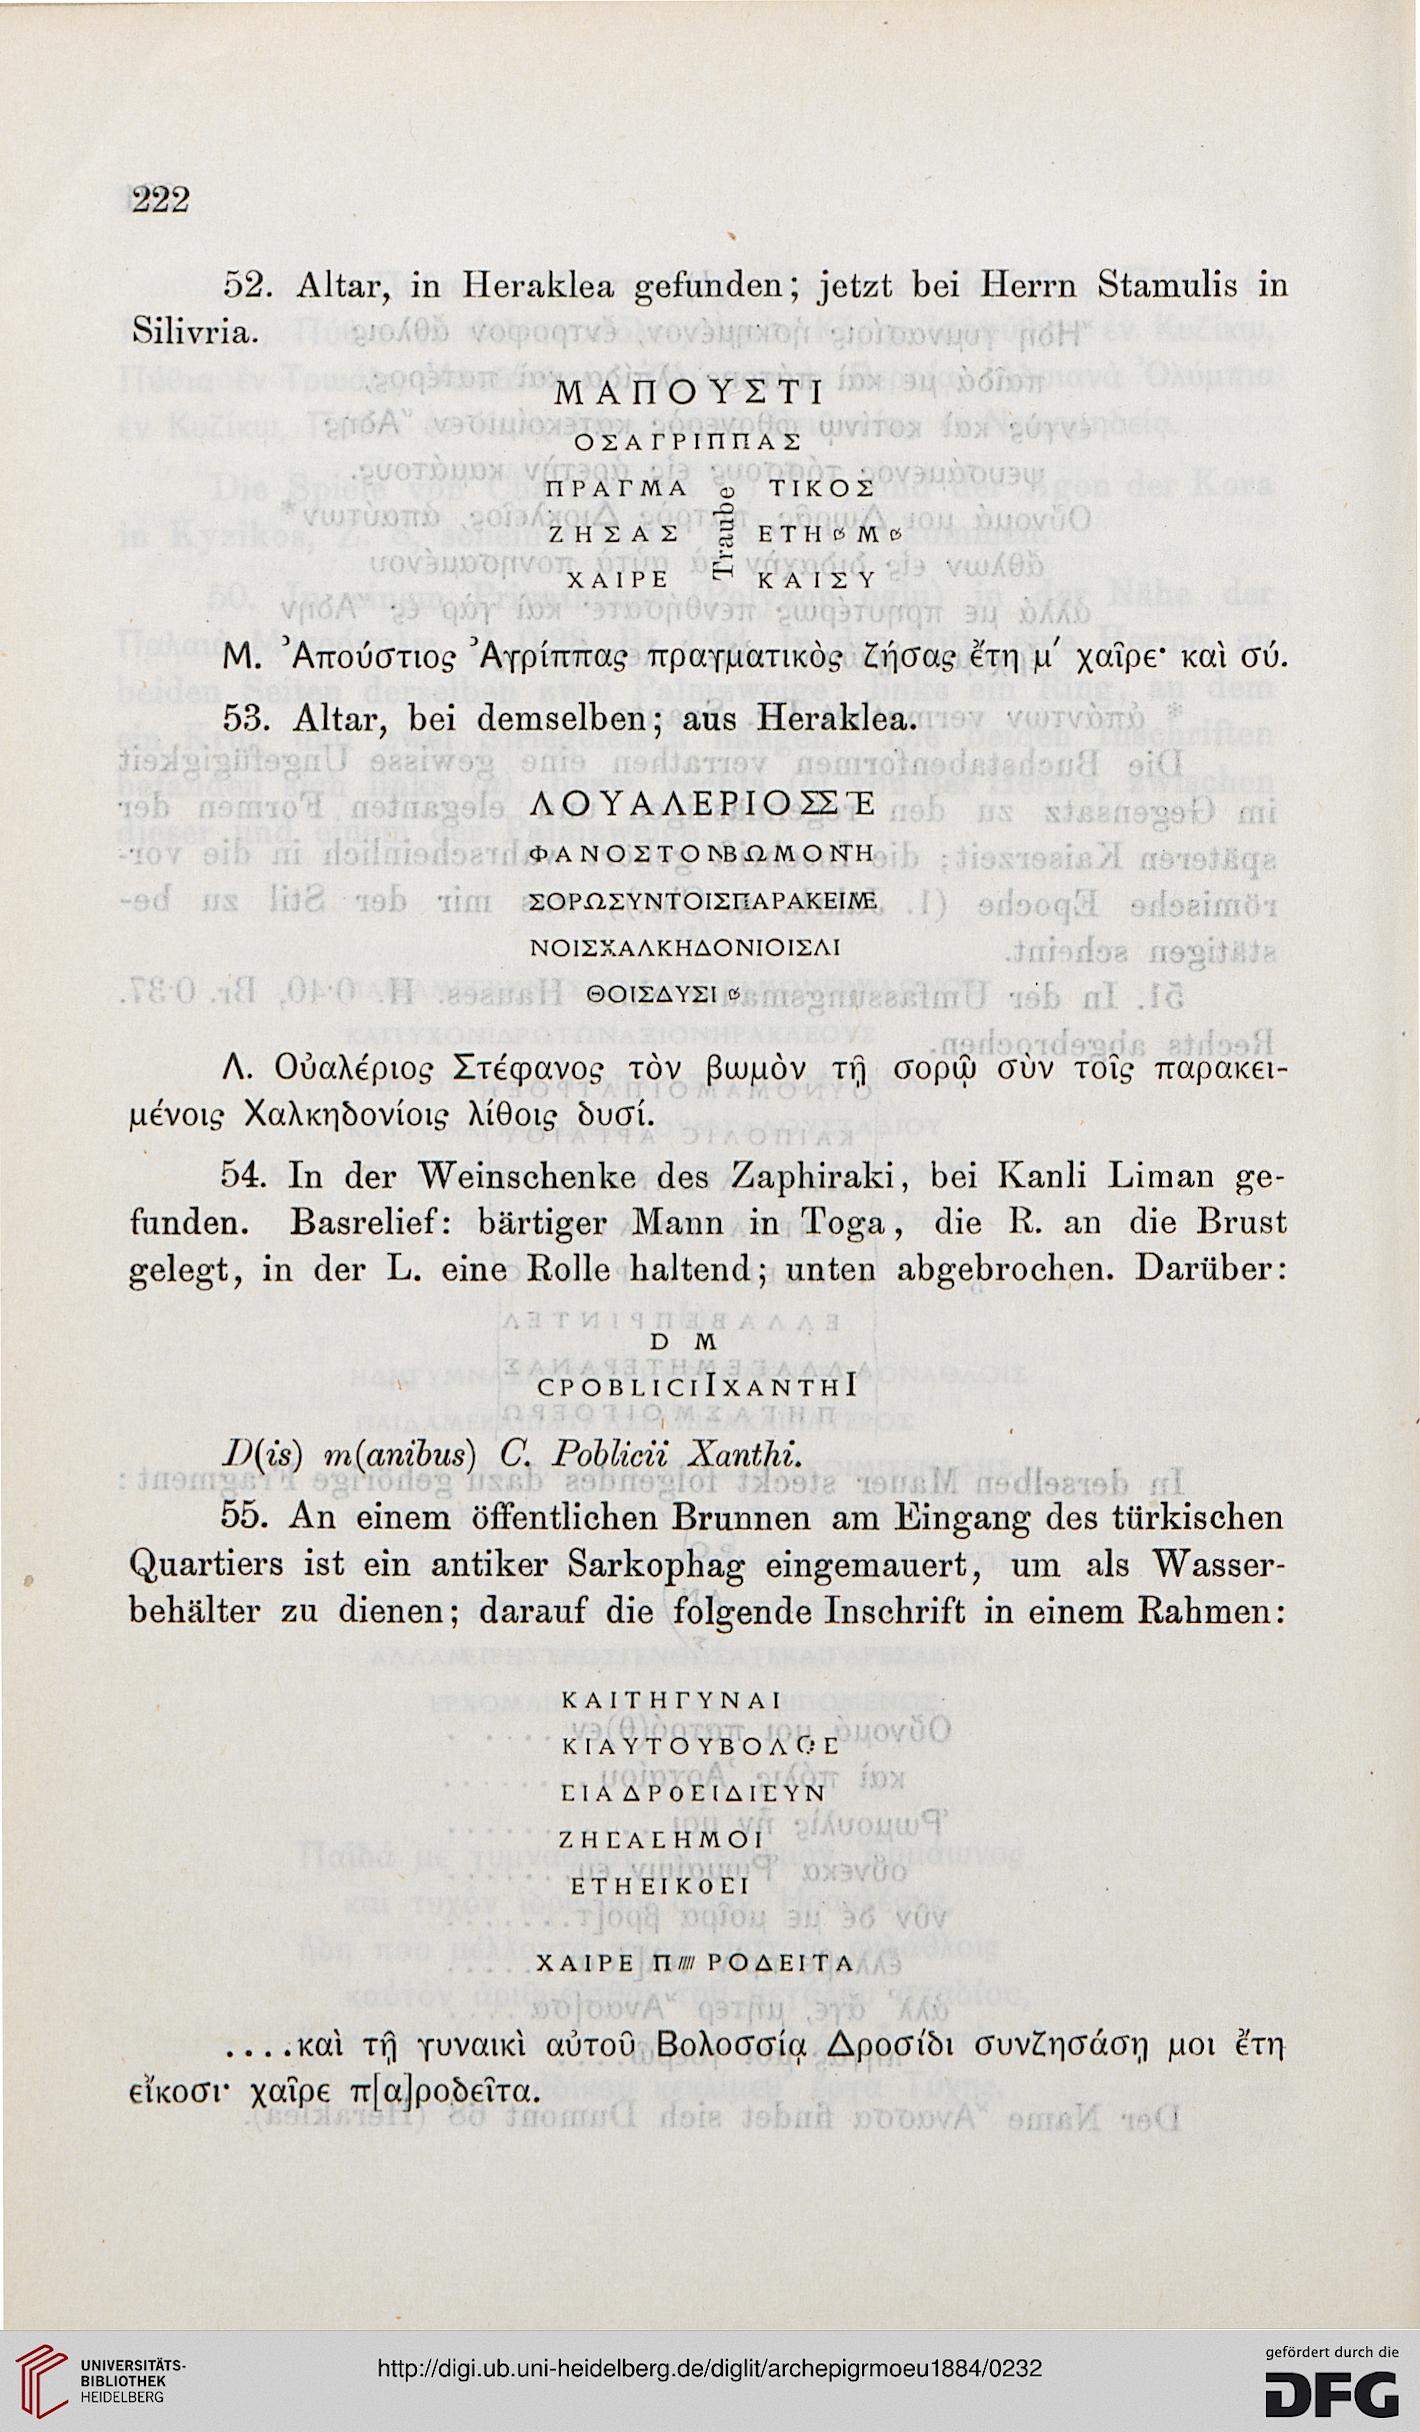 222
52. Altar, in Heraklea gefunden; jetzt bei Herrn Stamulis in
Silivria.
ΜΑΠΟΥΣΤΙ
ΟΣΑΓΡΙΠΠΑΣ
ΠΡΑΓΜΑ ΤΙΚΟΣ
ΖΗΣΑΣ Traube ΕΤΗ Μ
ΧΑΙΡΕ ΚΑΙΣΥ
Μ. Ἀπούστιος Ἀγρίππας πραγματικὸς ζήσας ἔτη μ′ χαῖρε· καὶ σύ.
53. Altar, bei demselben; aus Heraklea.
ΛΟΥΑΛΕΡΙΟΣΣΤΕ
ΦΑΝΟΣΤΟΝΒΩΜΟΝΤΗ
ΣΟΡΩΣΥΝΤΟΙΣΠΑΡΑΚΕΙΜΕ
ΝΟΙΣΧΑΛΚΗΔΟΝΙΟΙΣΛΙ
ΘΟΙΣΔΥΣΙ
Λ. Οὐαλέριος Στέφανος τὸν βωμὸν τῇ σορῷ σὺν τοῖς παρακει-
μένοις Χαλκηδονίοις λίθοις δυσί.
54. In der Weinschenke des Zaphiraki, bei Kanli Liman ge-
funden. Basrelief: bärtiger Mann in Toga, die R. an die Brust
gelegt, in der L. eine Rolle haltend; unten abgebrochen. Darüber:
D M
CPOBLICIIXANTHI
D(is) m(anibus) C. Poblicii Xanthi.
55. An einem öffentlichen Brunnen am Eingang des türkischen
Quartiers ist ein antiker Sarkophag eingemauert, um als Wasser-
behälter zu dienen; darauf die folgende Inschrift in einem Rahmen:
ΚΑΙΤΗΓΥΝΑΙ
ΚΙΑΥΤΟΥΒΟΛΟΣ
ΣΙΑΔΡΟΣΙΔΙΣΥΝ
ΖΗΣΑΣΗΜΟΙ
ΕΤΗΕΙΚΟΣΙ
ΧΑΙΡΕ Π//// ΡΟΔΕΙΤΑ
....καὶ τῇ γυναικὶ αὐτοῦ Βολοσσίᾳ Δροσίδι συνζησάσῃ μοι ἔτη
εἴκοσι· χαῖρε π[α]ροδεῖτα.
UNIVERSITÄTS-
BIBLIOTHEK
HEIDELBERG
http://digi.ub.uni-heidelberg.de/diglit/archepigrmoeu1884/0232
gefördert durch die
DFG